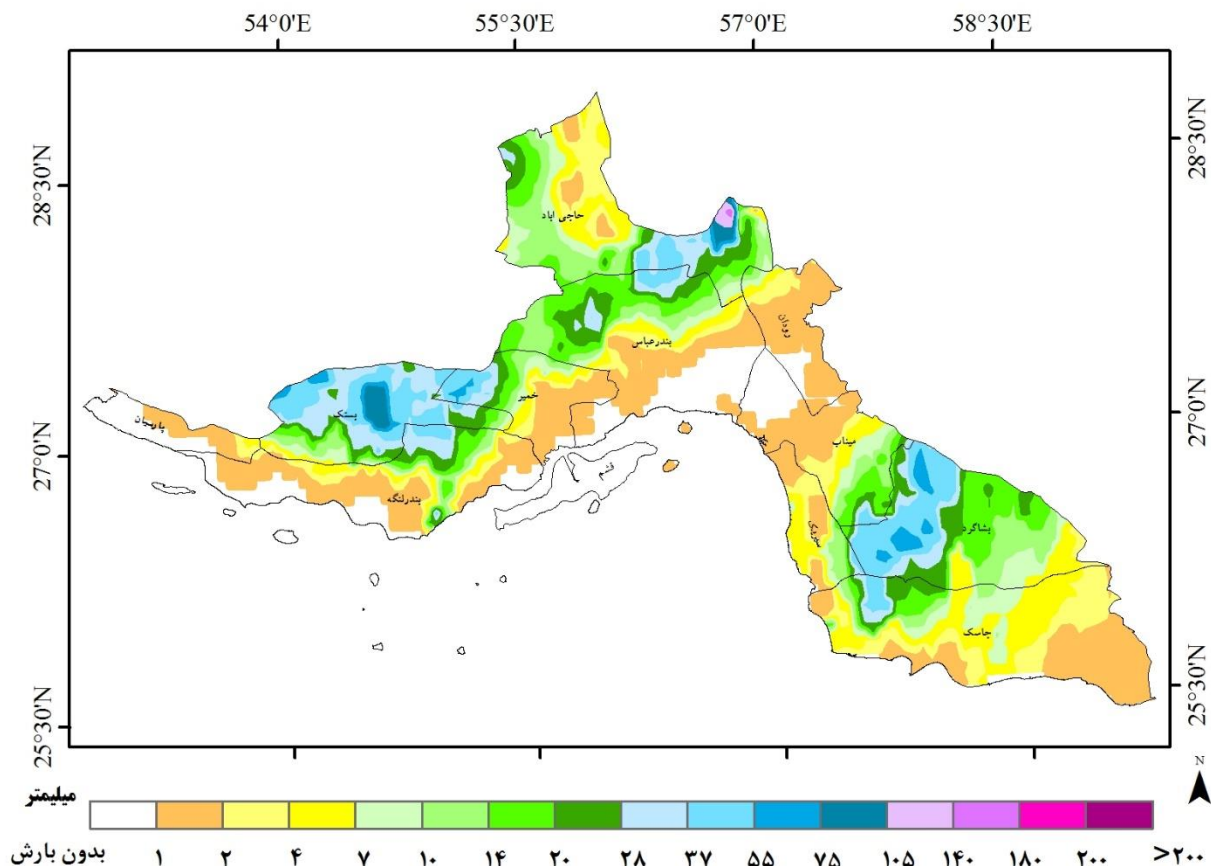 54°0'E 55°30'E 57°0'E 58°30'E
28°30'N
28°30'N
حاجی اباد
رودان
بندرعباس
27°0'N
خمیر
بستک
پارسیان
میناب
27°0'N
قشم
بندرلنگه
بشاگرد
سیریک
جاسک
25°30'N
25°30'N
N
میلیمتر
بدون بارش ۱ ۲ ۴ ۷ ۱۰ ۱۴ ۲۰ ۲۸ ۳۷ ۵۵ ۷۵ ۱۰۵ ۱۴۰ ۱۸۰ ۲۰۰ >۲۰۰